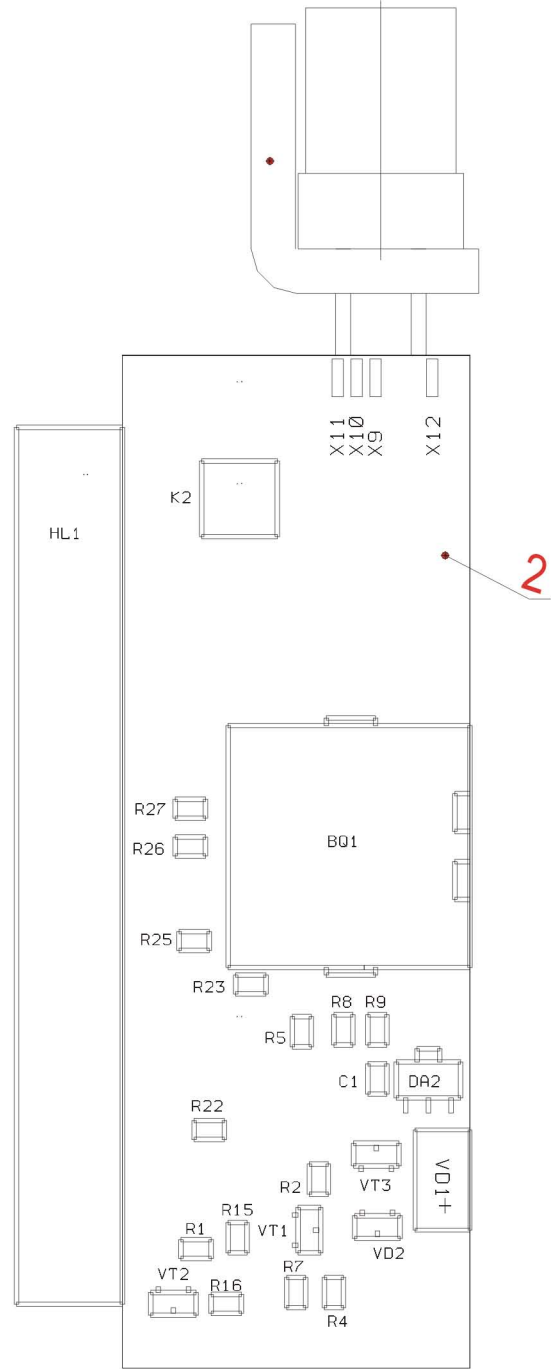 X11
X10
X9
X12
K2
HL1
2
R27
BQ1
R26
R25
R23
R8
R9
R5
C1
DA2
R22
R2
VT3
VD1+
R15
R1
VT1
VD2
VT2
R16
R7
R4